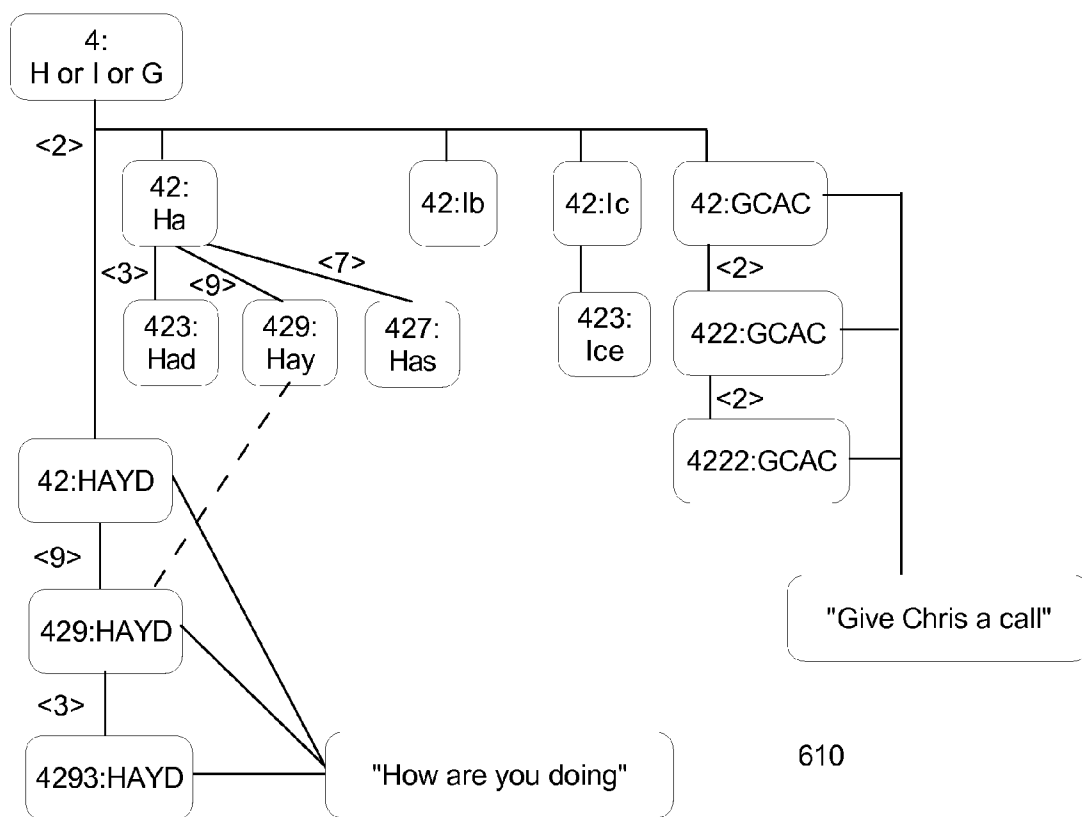 4:
H or I or G
<2>
42:
Ha
42:Ib
42:Ic
42:GCAC
<3>
<9>
<7>
<2>
423:
Had
429:
Hay
427:
Has
423:
Ice
422:GCAC
<2>
42:HAYD
4222:GCAC
<9>
429:HAYD
"Give Chris a call"
<3>
4293:HAYD
"How are you doing"
610